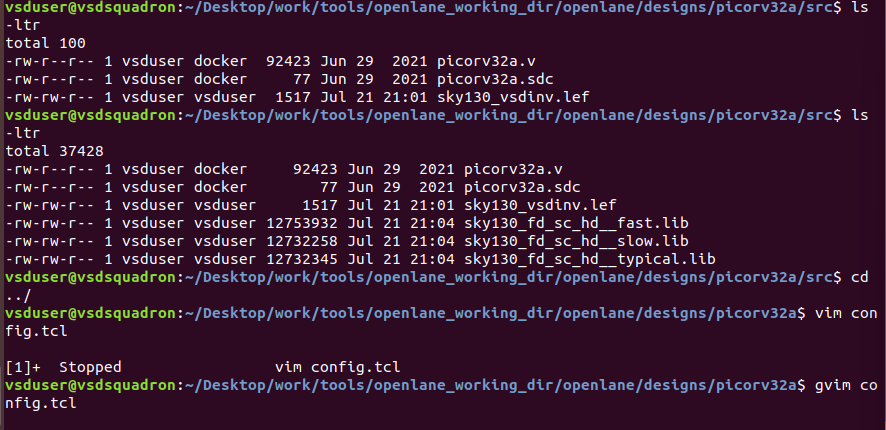 vsduser@vsdsquadron:~/Desktop/work/tools/openlane_working_dir/openlane/designs/picorv32a/src$ ls
-ltr
total 100
-rw-r--r-- 1 vsduser docker  92423 Jun 29  2021 picorv32a.v
-rw-r--r-- 1 vsduser docker     77 Jun 29  2021 picorv32a.sdc
-rw-rw-r-- 1 vsduser vsduser  1517 Jul 21 21:01 sky130_vsdinv.lef
vsduser@vsdsquadron:~/Desktop/work/tools/openlane_working_dir/openlane/designs/picorv32a/src$ ls
-ltr
total 37428
-rw-r--r-- 1 vsduser docker     92423 Jun 29  2021 picorv32a.v
-rw-r--r-- 1 vsduser docker        77 Jun 29  2021 picorv32a.sdc
-rw-rw-r-- 1 vsduser vsduser     1517 Jul 21 21:01 sky130_vsdinv.lef
-rw-rw-r-- 1 vsduser vsduser 12753932 Jul 21 21:04 sky130_fd_sc_hd__fast.lib
-rw-rw-r-- 1 vsduser vsduser 12732258 Jul 21 21:04 sky130_fd_sc_hd__slow.lib
-rw-rw-r-- 1 vsduser vsduser 12732345 Jul 21 21:04 sky130_fd_sc_hd__typical.lib
vsduser@vsdsquadron:~/Desktop/work/tools/openlane_working_dir/openlane/designs/picorv32a/src$ cd
../
vsduser@vsdsquadron:~/Desktop/work/tools/openlane_working_dir/openlane/designs/picorv32a$ vim con
fig.tcl
[1]+  Stopped                 vim config.tcl
vsduser@vsdsquadron:~/Desktop/work/tools/openlane_working_dir/openlane/designs/picorv32a$ gvim co
nfig.tcl